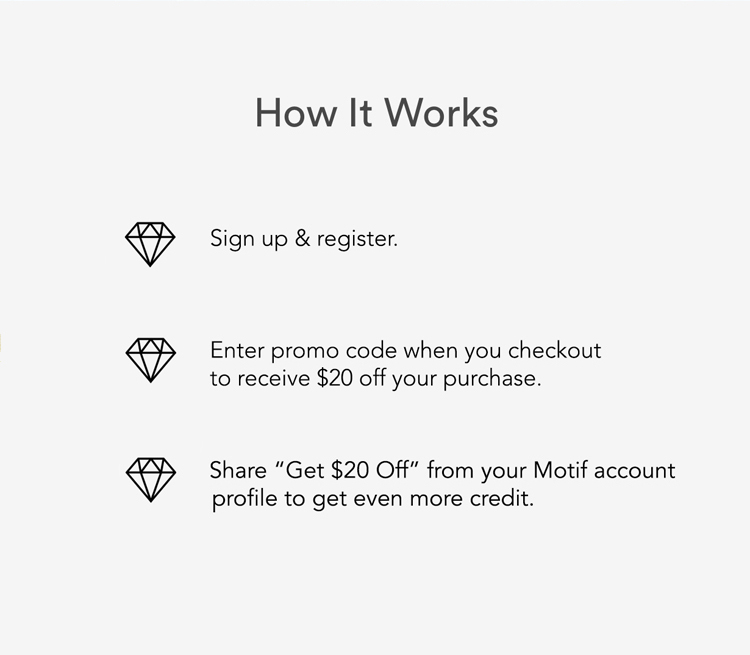 How It Works
Sign up & register.
Enter promo code when you checkout
to receive $20 off your purchase.
Share “Get $20 Off” from your Motif account
profile to get even more credit.